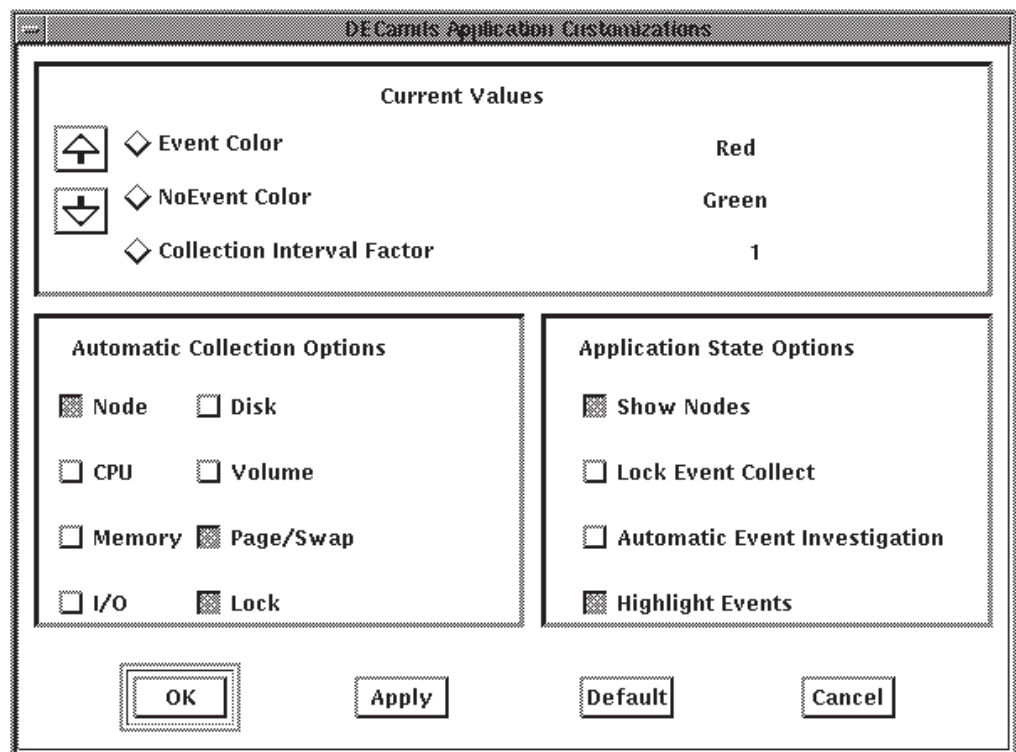 DECamds Application Customizations
Current Values
Event Color Red
NoEvent Color Green
Collection Interval Factor 1
Automatic Collection Options
Node Disk
CPU Volume
Memory Page/Swap
I/O Lock
Application State Options
Show Nodes
Lock Event Collect
Automatic Event Investigation
Highlight Events
OK Apply Default Cancel